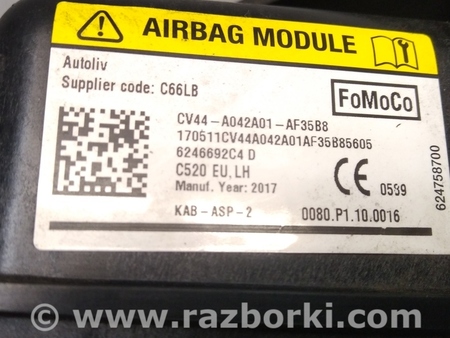 AIRBAG MODULE
Autoliv
Supplier code: C66LB
FoMoCo
CV44-A042A01-AF35B8
170511CV44A042A01AF35B85605
6246692C4 D
C520 EU, LH
Manuf. Year: 2017
CE 0589
KAB-ASP-2
0080.P1.10.0016
624758700
© www.razborki.com